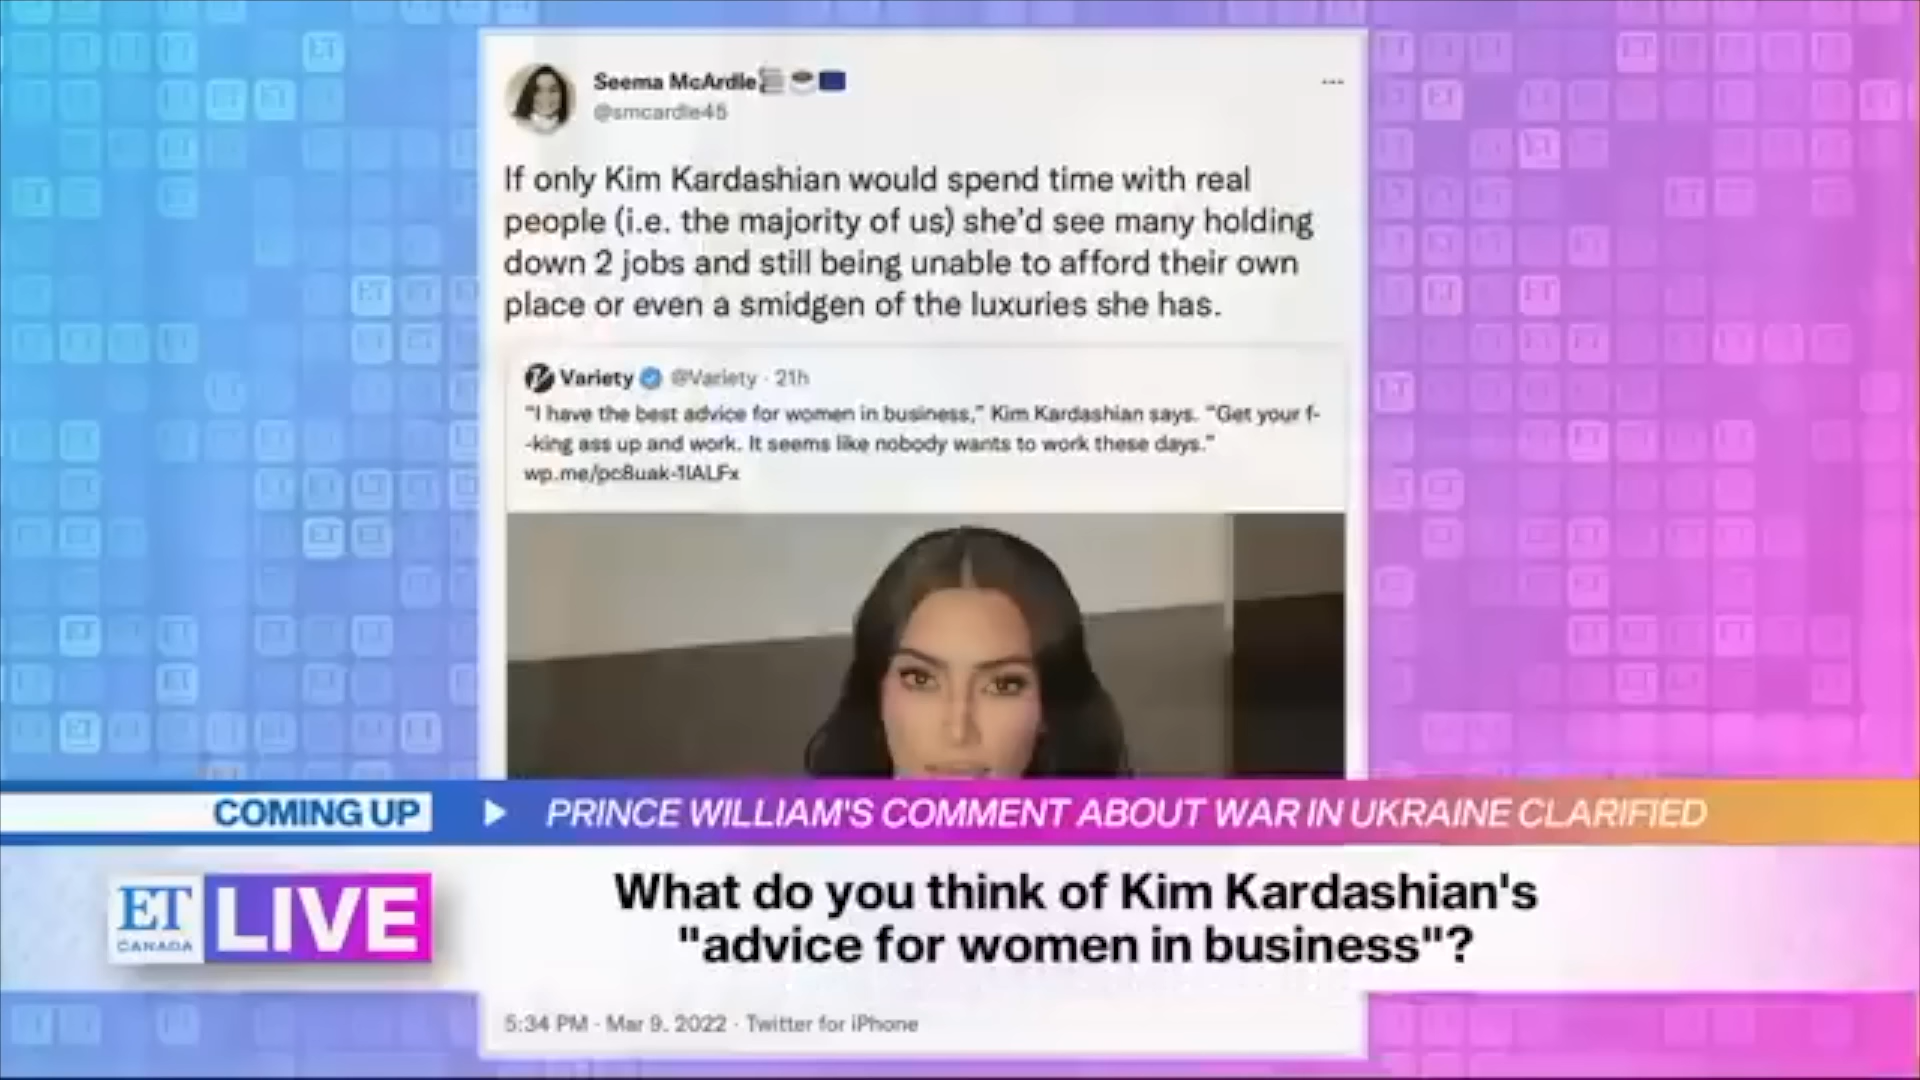 Seema McArdle
@smcardle45
If only Kim Kardashian would spend time with real
people (i.e. the majority of us) she'd see many holding
down 2 jobs and still being unable to afford their own
place or even a smidgen of the luxuries she has.
Variety @Variety · 21h
"I have the best advice for women in business," Kim Kardashian says. "Get your f-
-king ass up and work. It seems like nobody wants to work these days."
wp.me/pc8uak-1lALFx
COMING UP
PRINCE WILLIAM'S COMMENT ABOUT WAR IN UKRAINE CLARIFIED
ET CANADA LIVE
What do you think of Kim Kardashian's
"advice for women in business"?
5:34 PM · Mar 9, 2022 · Twitter for iPhone